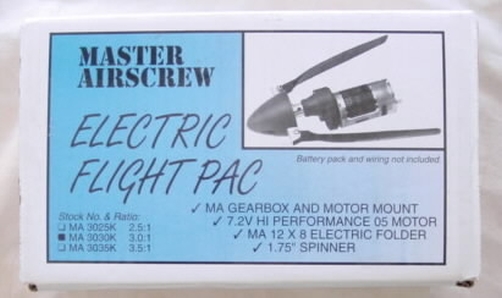 MASTER
AIRSCREW
ELECTRIC
FLIGHT PAC
Battery pack and wiring not included
✓ MA GEARBOX AND MOTOR MOUNT
✓ 7.2V HI PERFORMANCE 05 MOTOR
✓ MA 12 X 8 ELECTRIC FOLDER
✓ 1.75" SPINNER
Stock No. & Ratio:
☐ MA 3025K 2.5:1
■ MA 3030K 3.0:1
☐ MA 3035K 3.5:1